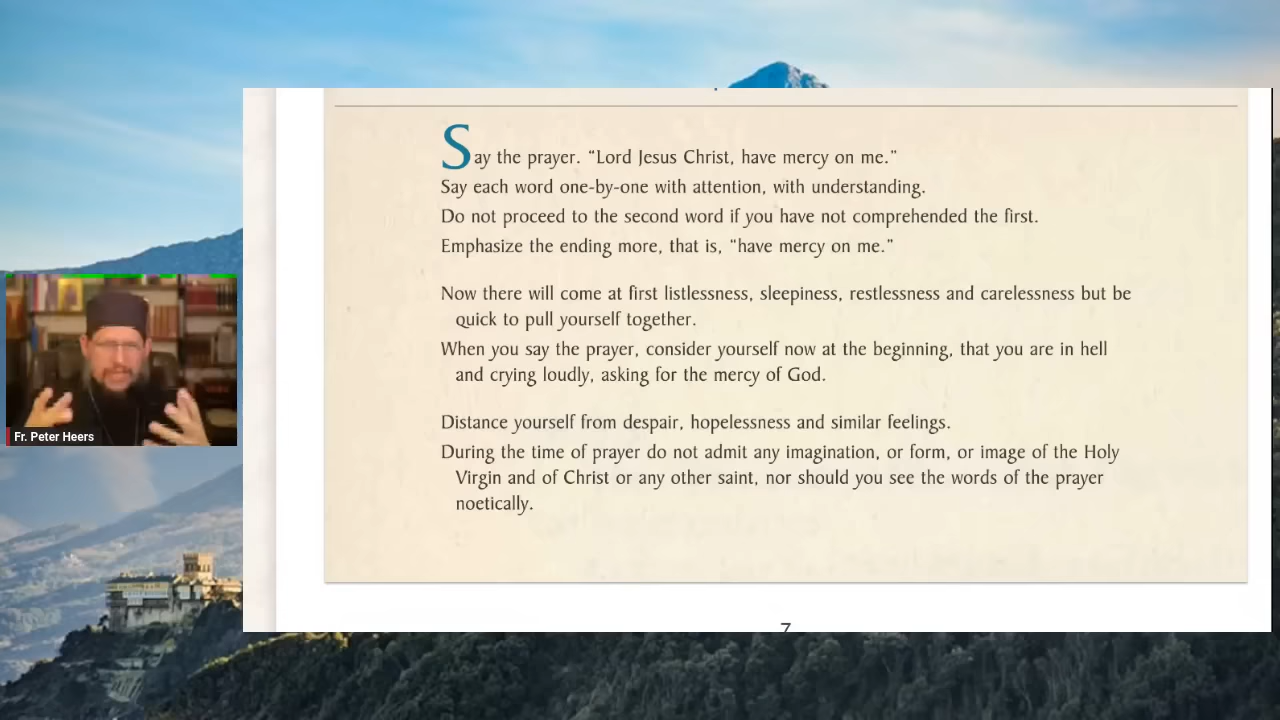 Say the prayer. “Lord Jesus Christ, have mercy on me.”
Say each word one-by-one with attention, with understanding.
Do not proceed to the second word if you have not comprehended the first.
Emphasize the ending more, that is, “have mercy on me.”
Now there will come at first listlessness, sleepiness, restlessness and carelessness but be
quick to pull yourself together.
When you say the prayer, consider yourself now at the beginning, that you are in hell
and crying loudly, asking for the mercy of God.
Distance yourself from despair, hopelessness and similar feelings.
During the time of prayer do not admit any imagination, or form, or image of the Holy
Virgin and of Christ or any other saint, nor should you see the words of the prayer
noetically.
7
Fr. Peter Heers